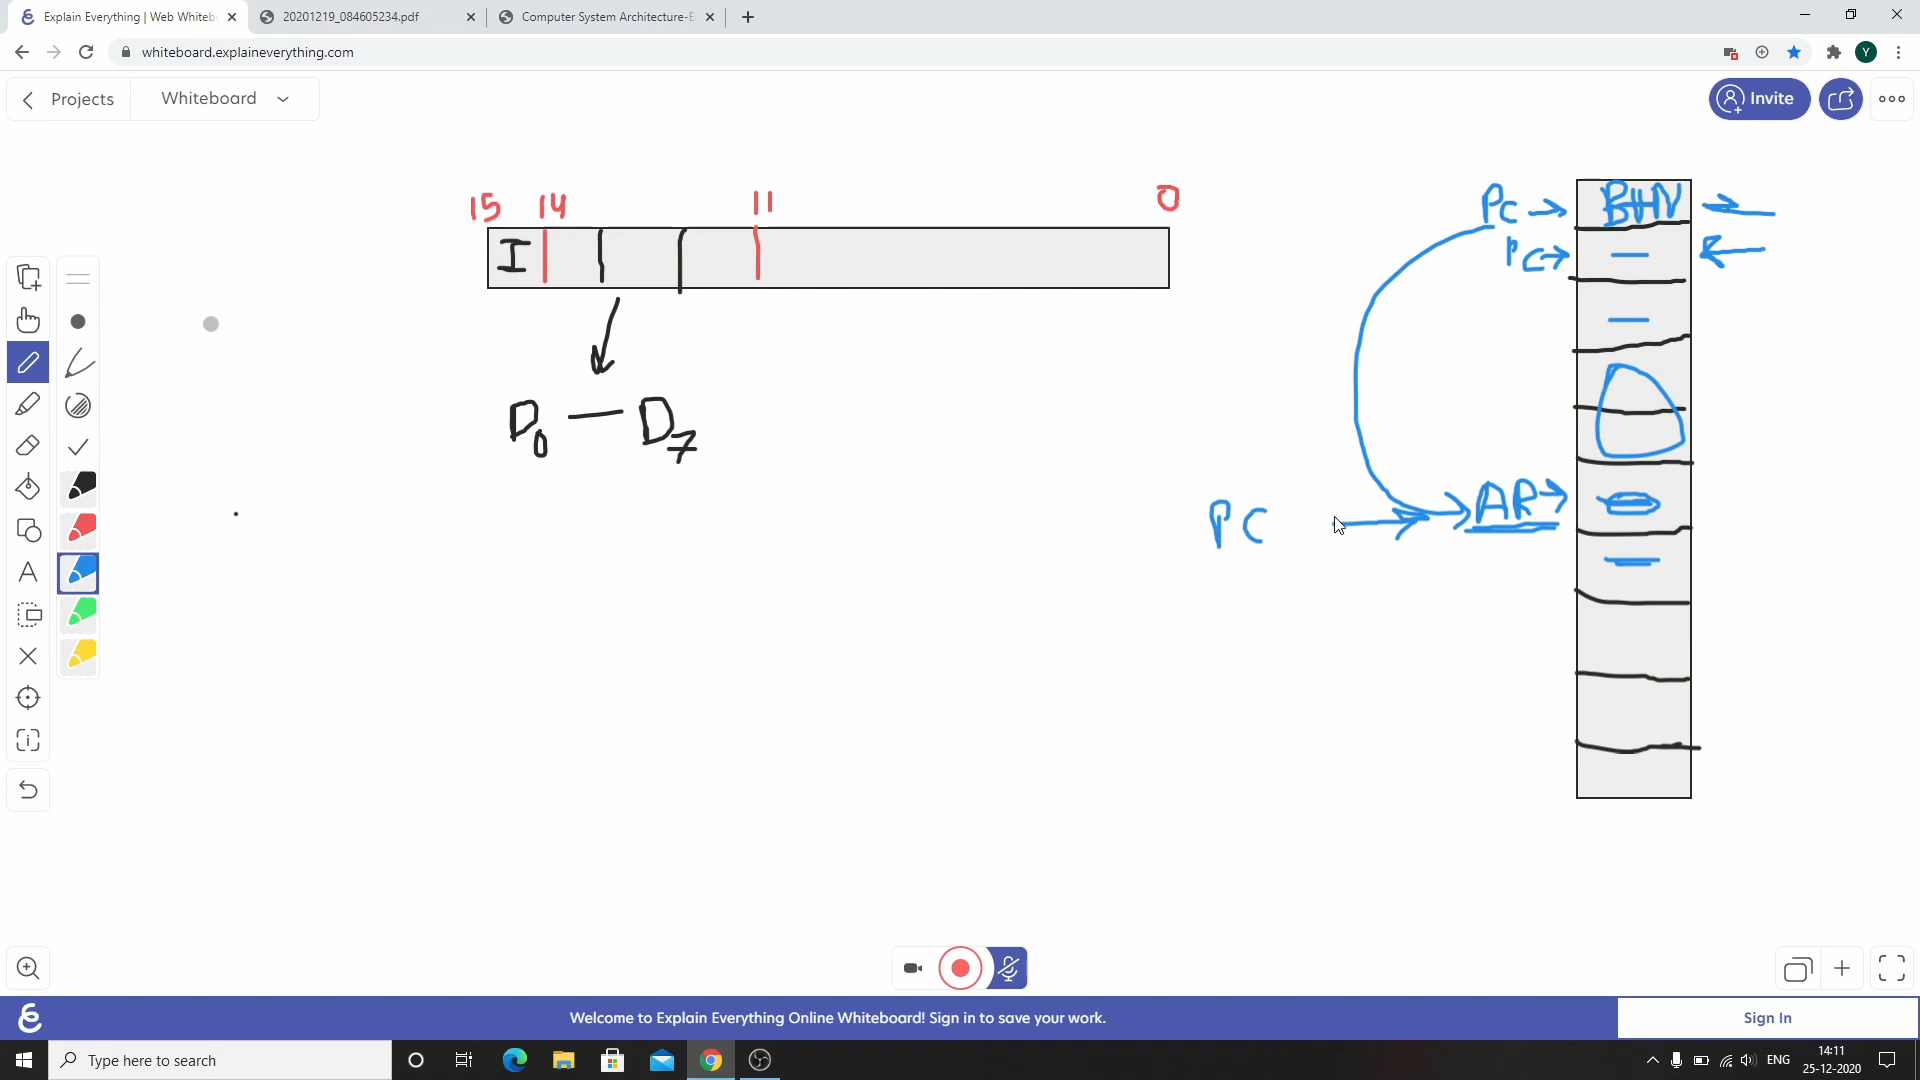 Explain Everything | Web Whitebo
20201219_084605234.pdf
Computer System Architecture-E
whiteboard.explaineverything.com
Y
Projects
Whiteboard
Invite
15 14 11 0
I
D0 — D7
PC → BUN
PC →
PC → AR →
A
Welcome to Explain Everything Online Whiteboard! Sign in to save your work.
Sign In
Type here to search
ENG
14:11
25-12-2020